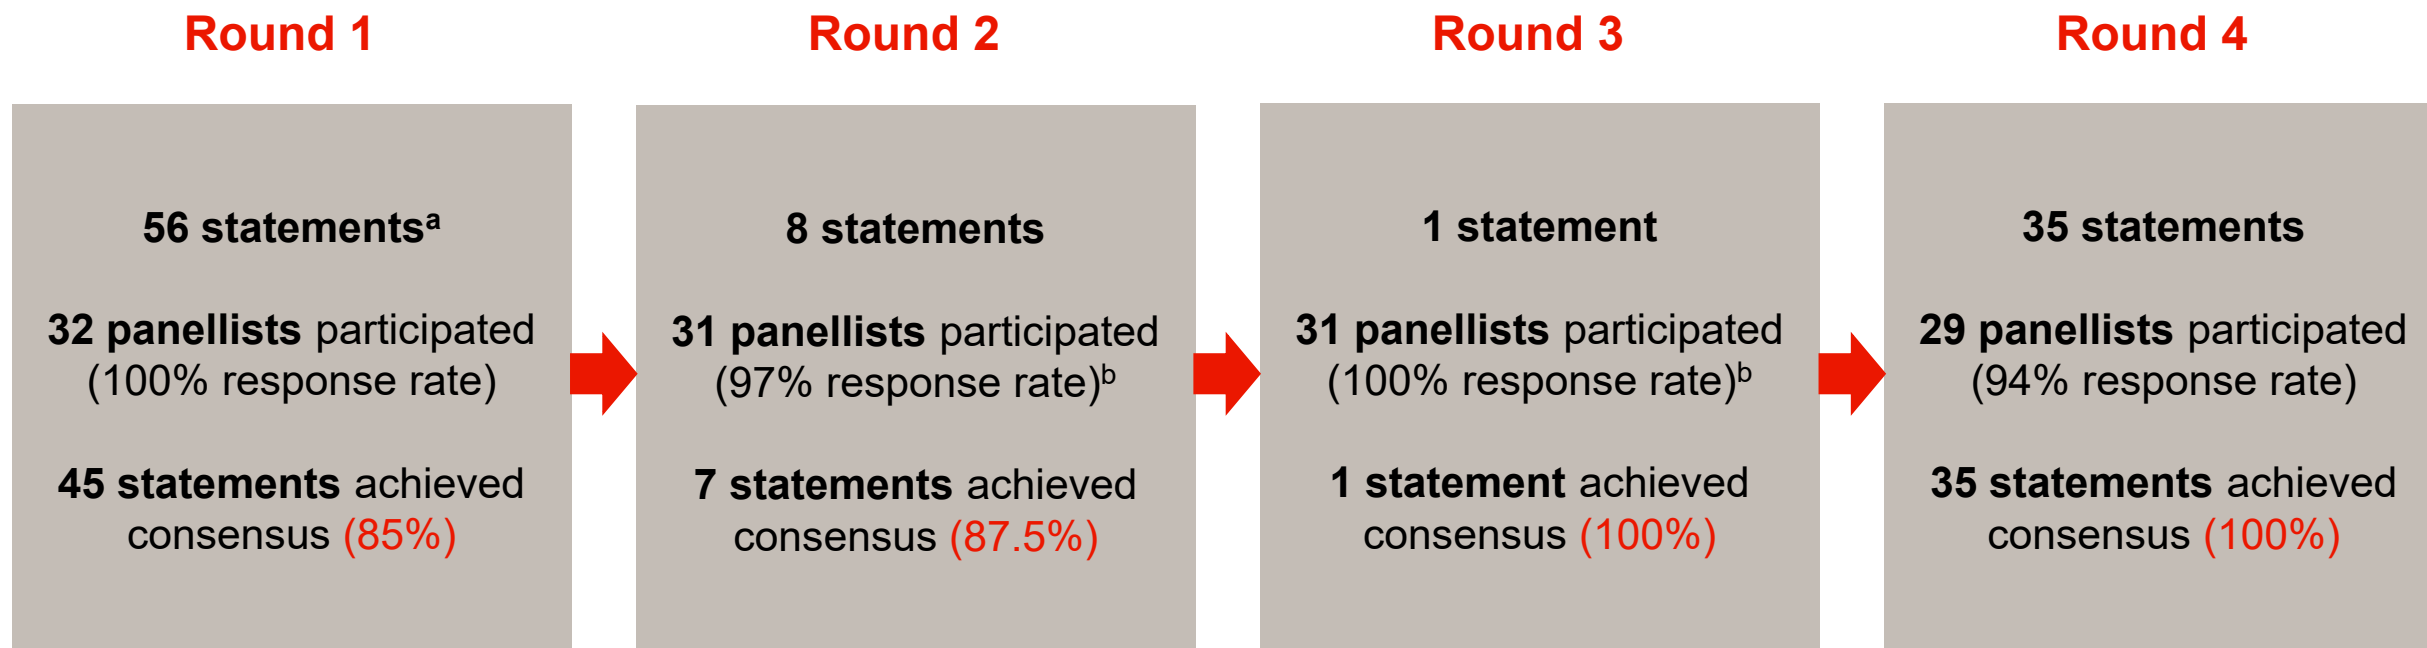 Round 1
56 statementsᵃ
32 panellists participated
(100% response rate)
45 statements achieved
consensus (85%)
Round 2
8 statements
31 panellists participated
(97% response rate)ᵇ
7 statements achieved
consensus (87.5%)
Round 3
1 statement
31 panellists participated
(100% response rate)ᵇ
1 statement achieved
consensus (100%)
Round 4
35 statements
29 panellists participated
(94% response rate)
35 statements achieved
consensus (100%)